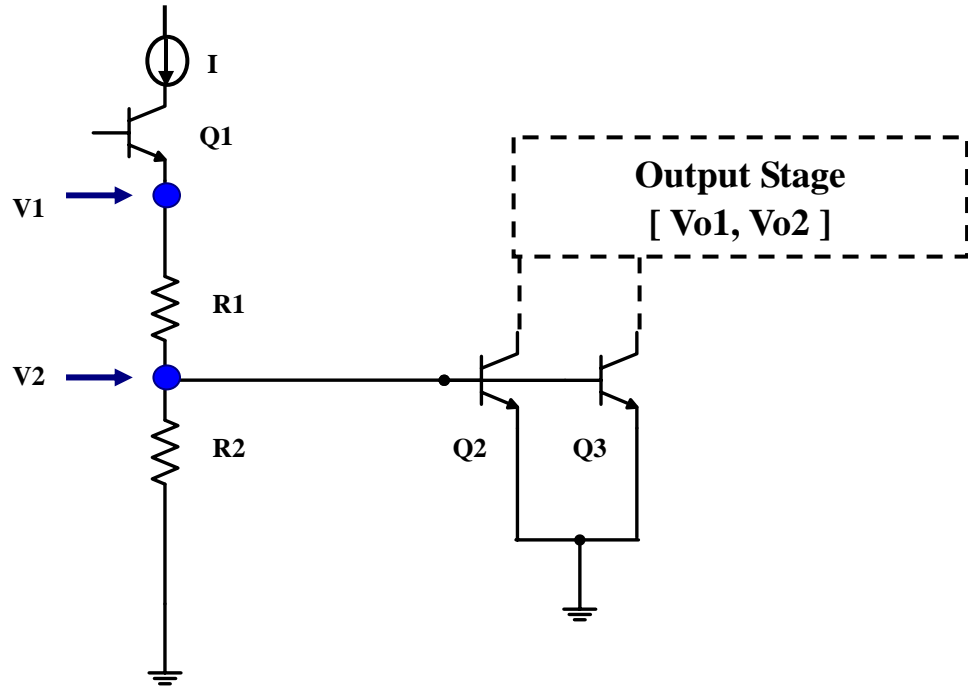 I
Q1
Output Stage
[ Vo1, Vo2 ]
V1
R1
V2
R2
Q2
Q3